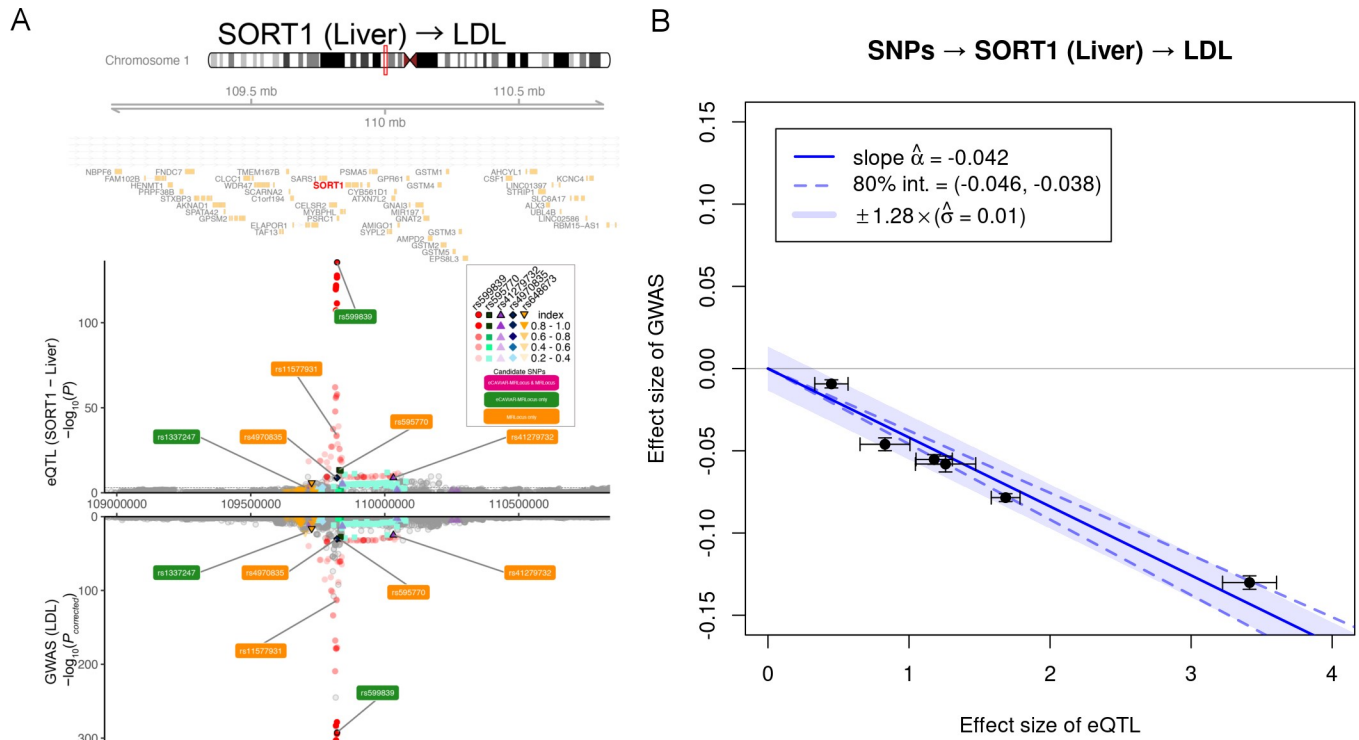 A
SORT1 (Liver) → LDL
Chromosome 1
109.5 mb
110.5 mb
110 mb
NBPF6 FNDC7 TMEM167B PSMA5 GSTM1 AHCYL1
FAM102B CLCC1 SARS1 GPR61 CSF1 KCNC4
HENMT1 WDR47 SORT1 CYB561D1 GSTM4 LINC01397
PRPF38B SCARNA2 ATXN7L2 STRIP1
STXBP3 C1orf194 SLC6A17
AKNAD1 CELSR2 GNAI3 ALX3
SPATA42 MYBPHL MIR197 UBL4B
GPSM2 PSRC1 GNAT2 LINC02586
ELAPOR1 AMIGO1 RBM15−AS1
TAF13 SYPL2 GSTM3
AMPD2
GSTM2
GSTM5
EPS8L3
eQTL (SORT1 − Liver)
−log10(P)
100
50
0
rs599839
rs11577931
rs595770
rs1337247
rs4970835
rs41279732
rs599839
rs595770
rs41279732
rs4970835
rs648673
index
0.8 - 1.0
0.6 - 0.8
0.4 - 0.6
0.2 - 0.4
Candidate SNPs
eCAVIAR-MRLocus & MRLocus
eCAVIAR-MRLocus only
MRLocus only
109000000
109500000
110000000
110500000
GWAS (LDL)
−log10(Pcorrected)
0
100
200
300
rs1337247
rs4970835
rs41279732
rs595770
rs11577931
rs599839
B
SNPs → SORT1 (Liver) → LDL
slope α̂ = -0.042
80% int. = (-0.046, -0.038)
±1.28 × (σ̂ = 0.01)
Effect size of GWAS
0.15
0.10
0.05
0.00
-0.05
-0.10
-0.15
0
1
2
3
4
Effect size of eQTL